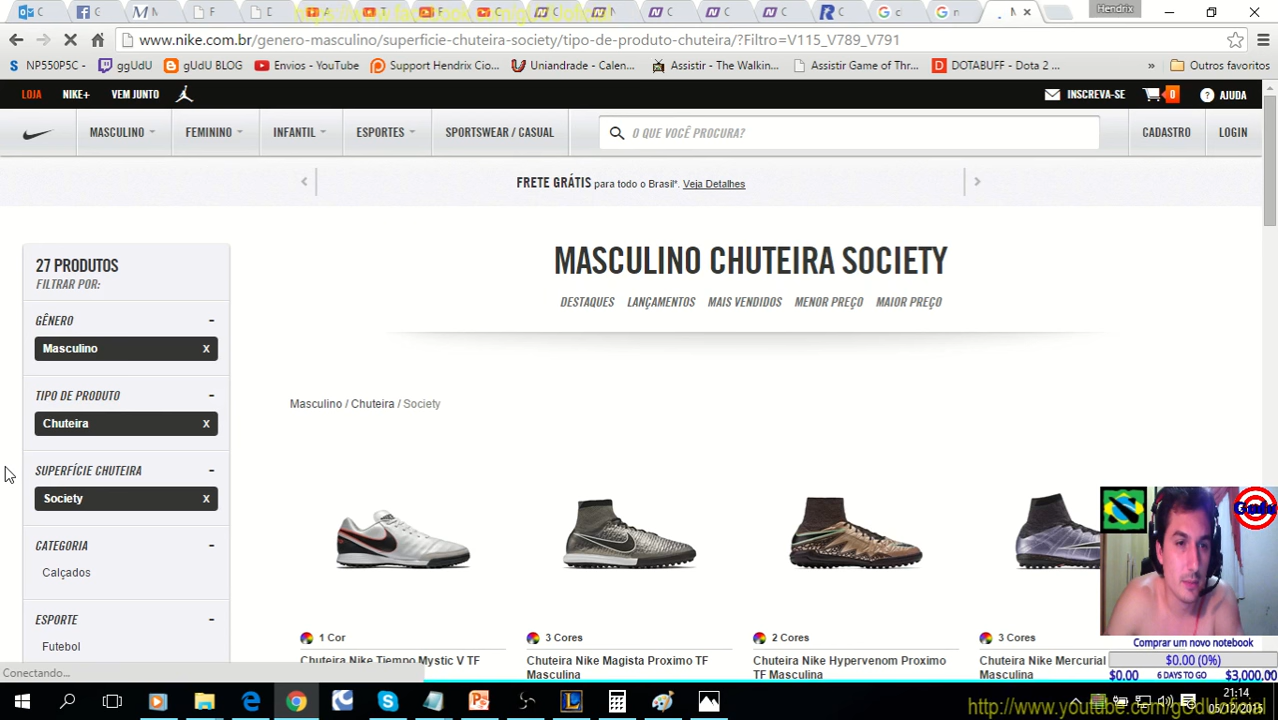 Hendrix
www.nike.com.br/genero-masculino/superficie-chuteira-society/tipo-de-produto-chuteira/?Filtro=V115_V789_V791
NP550P5C - ggUdU gUdU BLOG Envios - YouTube Support Hendrix Cio... Uniandrade - Calen... Assistir - The Walkin... Assistir Game of Thr... DOTABUFF - Dota 2 ... » Outros favoritos
LOJA NIKE+ VEM JUNTO INSCREVA-SE 0 AJUDA
MASCULINO FEMININO INFANTIL ESPORTES SPORTSWEAR / CASUAL O QUE VOCÊ PROCURA? CADASTRO LOGIN
FRETE GRÁTIS para todo o Brasil*. Veja Detalhes
27 PRODUTOS
FILTRAR POR:
GÊNERO -
Masculino x
TIPO DE PRODUTO -
Chuteira x
SUPERFÍCIE CHUTEIRA -
Society x
CATEGORIA -
Calçados
ESPORTE -
Futebol
MASCULINO CHUTEIRA SOCIETY
DESTAQUES LANÇAMENTOS MAIS VENDIDOS MENOR PREÇO MAIOR PREÇO
Masculino / Chuteira / Society
1 Cor
Chuteira Nike Tiempo Mystic V TF
Masculina
3 Cores
Chuteira Nike Magista Proximo TF
Masculina
2 Cores
Chuteira Nike Hypervenom Proximo
TF Masculina
3 Cores
Chuteira Nike Mercurial
Masculina
Conectando...
Comprar um novo notebook
$0.00 (0%)
$0.00 6 DAYS TO GO $3,000.00
21:14
05/12/2015